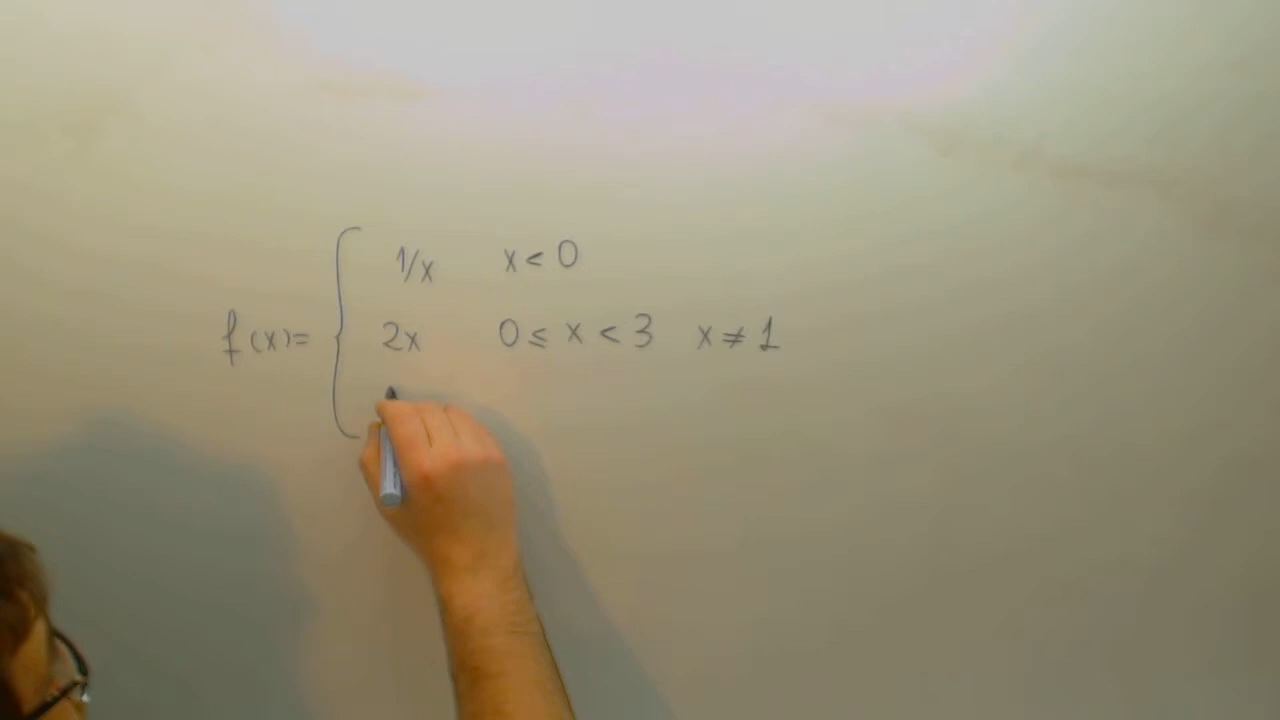 1/x x < 0
f(x)= { 2x 0 ≤ x < 3 x ≠ 1